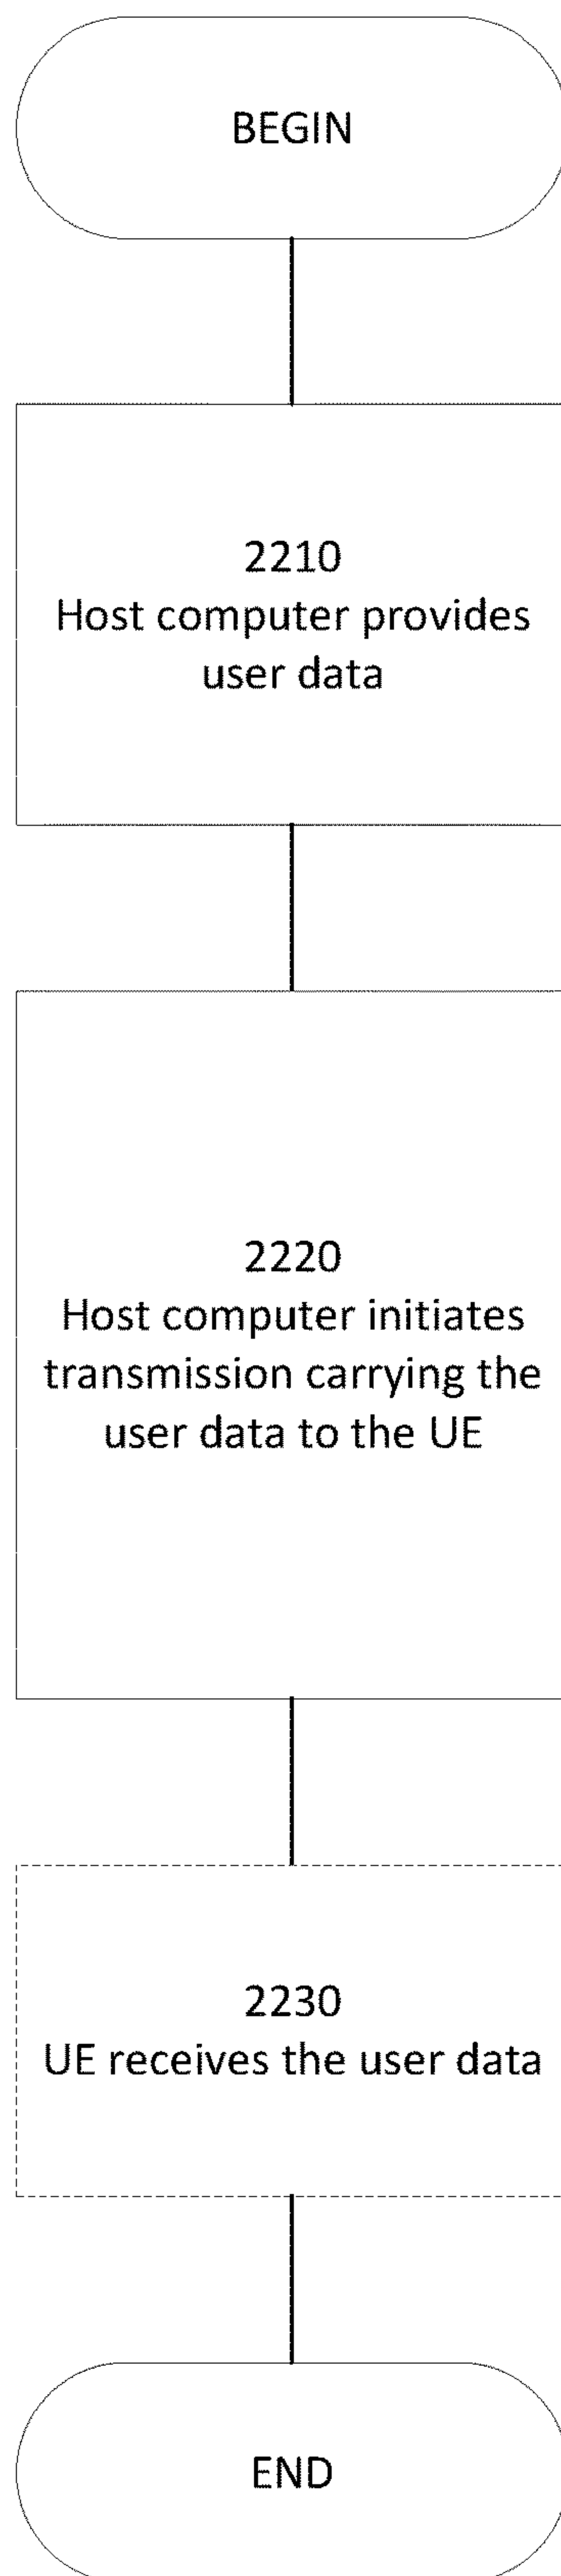 BEGIN
2210
Host computer provides
user data
2220
Host computer initiates
transmission carrying the
user data to the UE
2230
UE receives the user data
END